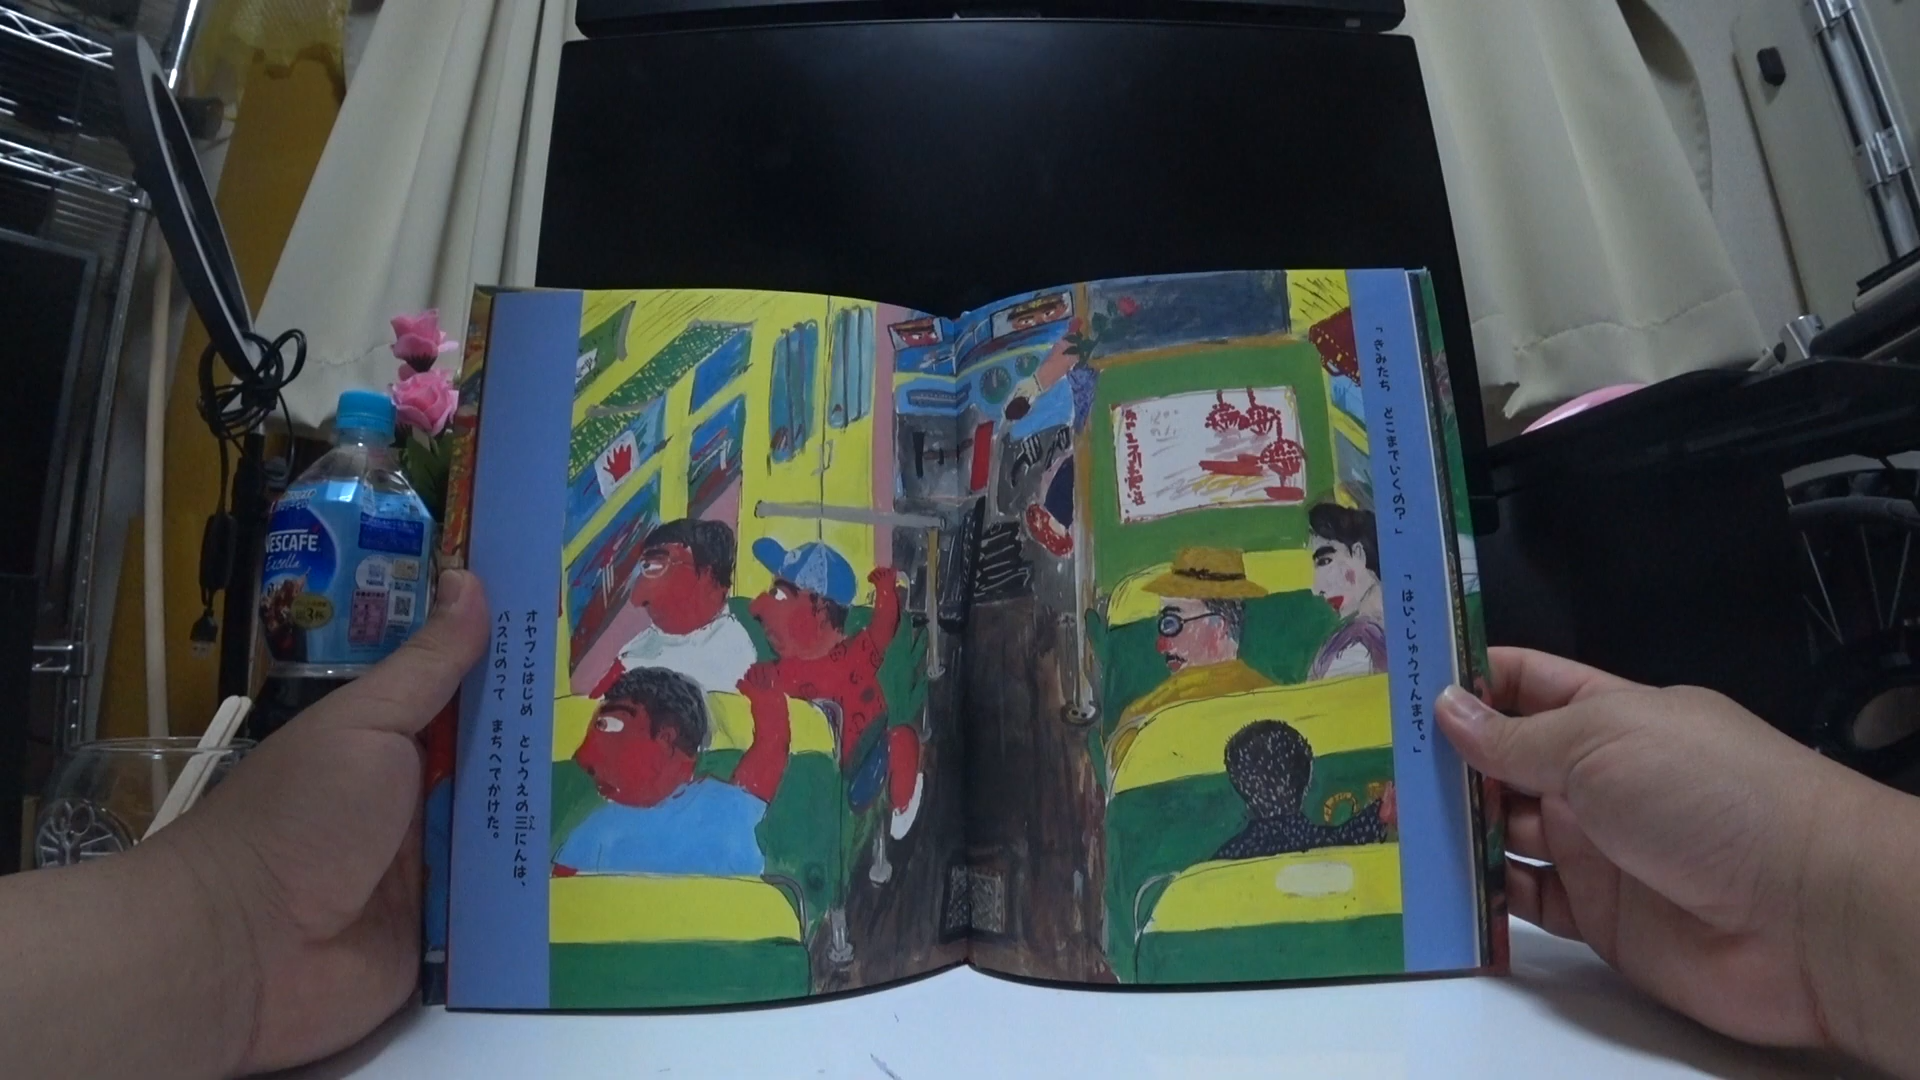 「きみたち　どこまでいくの？」
「はい、しゅうてんまで。」
オヤブンはじめ　としうえの三にんは、
バスにのって　まちへでかけた。
NESCAFE
Excella